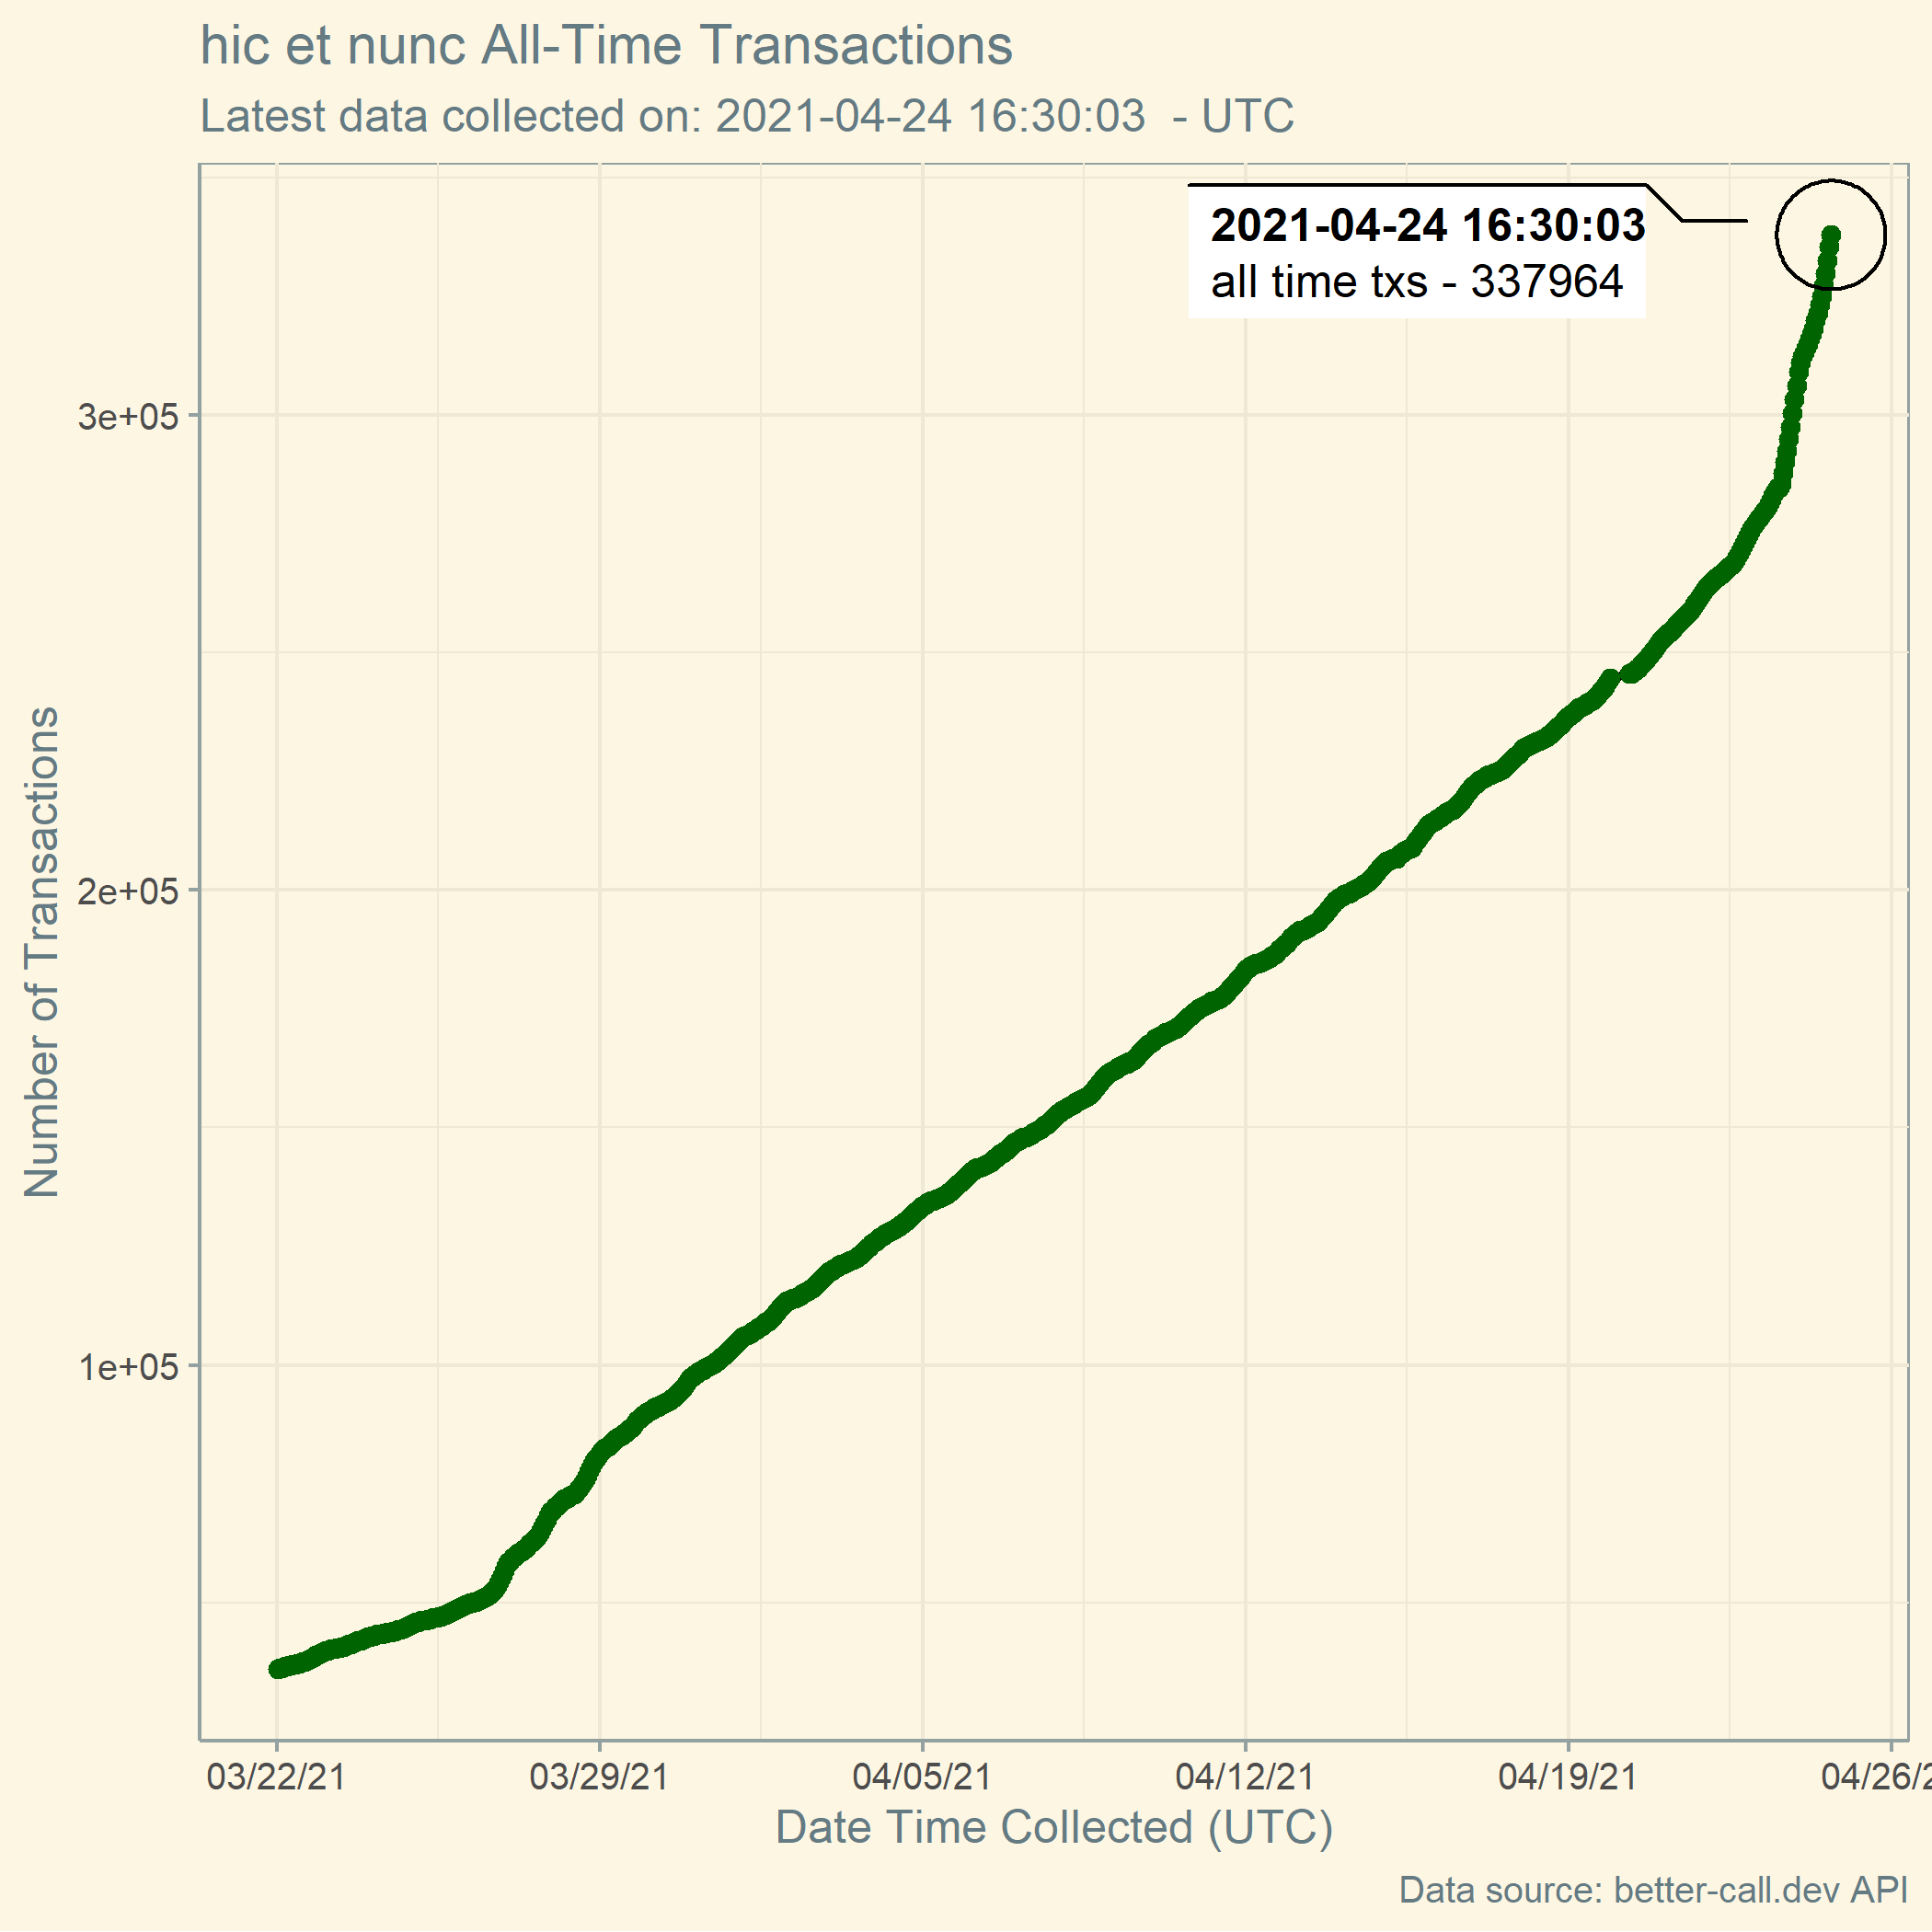 hic et nunc All-Time Transactions
Latest data collected on: 2021-04-24 16:30:03 - UTC
2021-04-24 16:30:03
all time txs - 337964
Number of Transactions
3e+05
2e+05
1e+05
03/22/21 03/29/21 04/05/21 04/12/21 04/19/21 04/26/2
Date Time Collected (UTC)
Data source: better-call.dev API